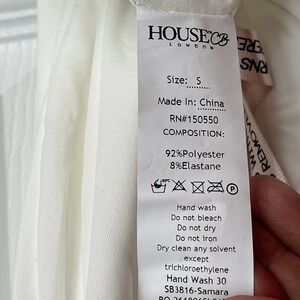 HOUSE OF CB
LONDON
Size: S
Made In: China
RN#150550
COMPOSITION:
92%Polyester
8%Elastane
Hand wash
Do not bleach
Do not dry
Do not iron
Dry clean any solvent
except
trichloroethylene
Hand Wash 30
SB3816-Samara